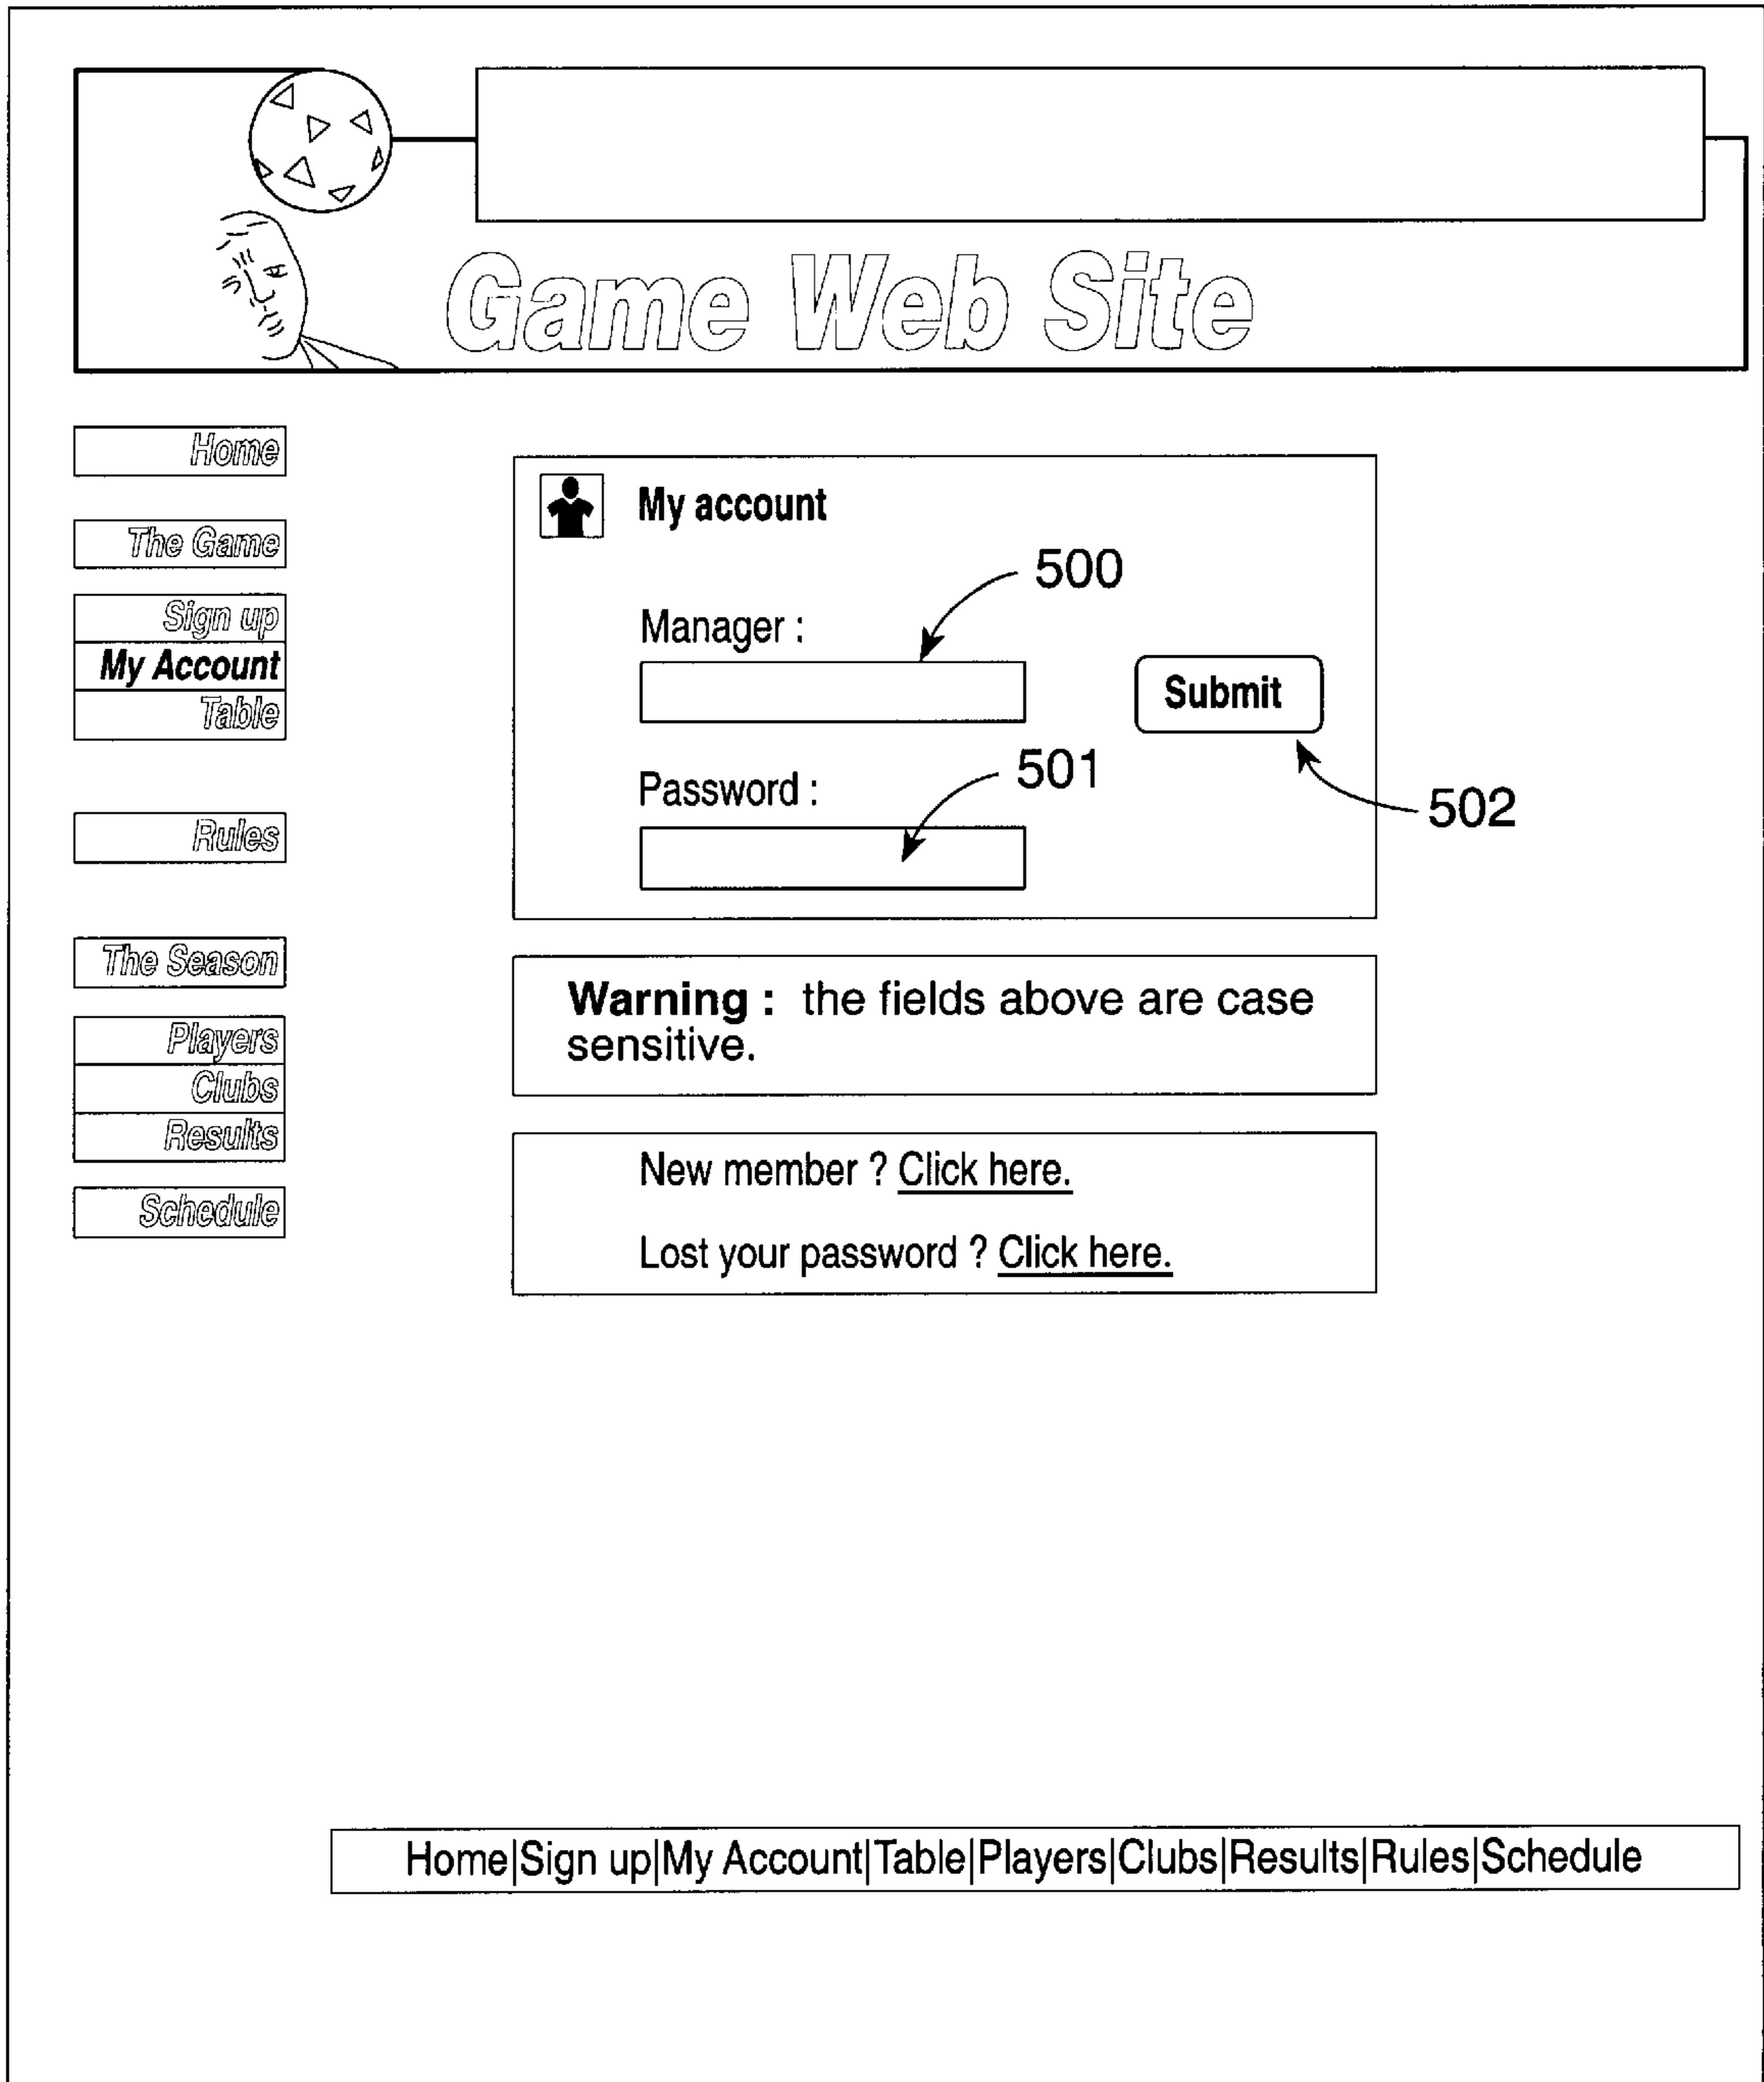 Game Web Site
Home
The Game
Sign up
My Account
Table
Rules
The Season
Players
Clubs
Results
Schedule
My account
500
Manager :
Submit
501
Password :
502
Warning : the fields above are case
sensitive.
New member ? Click here.
Lost your password ? Click here.
Home|Sign up|My Account|Table|Players|Clubs|Results|Rules|Schedule